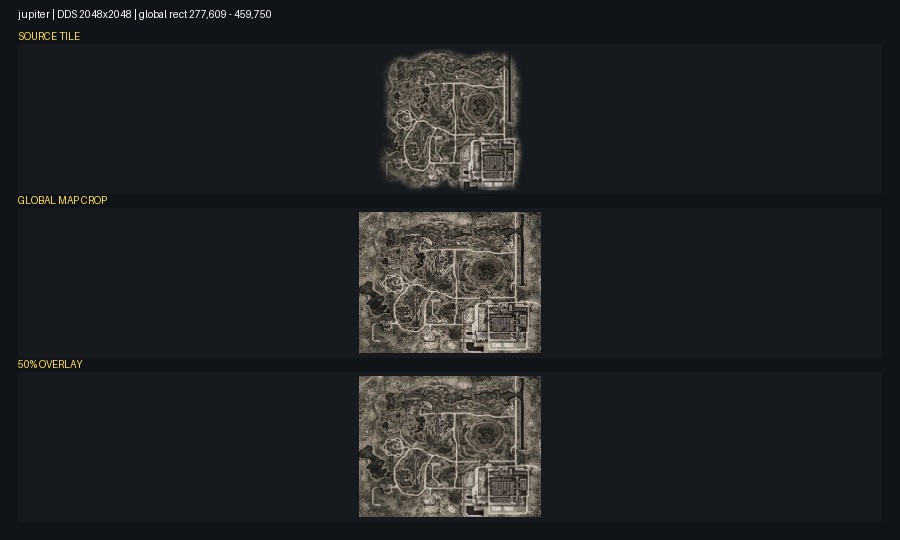 jupiter | DDS 2048x2048 | global rect 277,609 - 459,750
SOURCE TILE
GLOBAL MAP CROP
50% OVERLAY